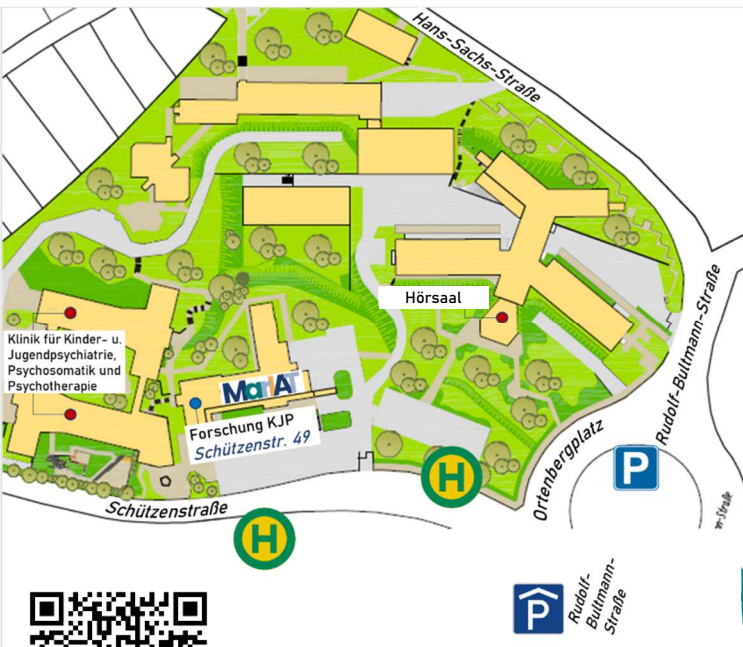 Hans-Sachs-Straße
Hörsaal
Klinik für Kinder- u.
Jugendpsychiatrie,
Psychosomatik und
Psychotherapie
MarIAT
Forschung KJP
Schützenstr. 49
Schützenstraße
H
H
Ortenbergplatz
Rudolf-Bultmann-Straße
P
P
Rudolf-
Bultmann-
Straße